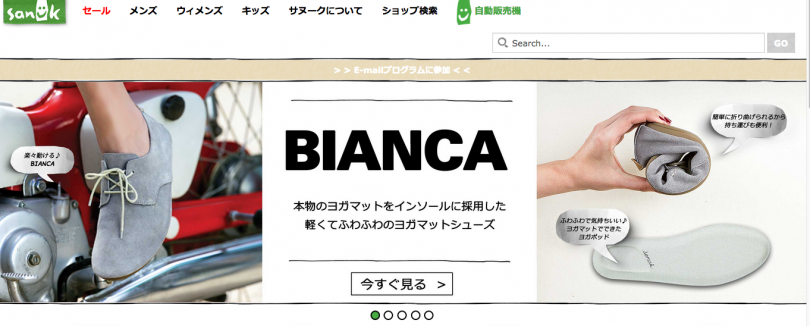 sanuk
セール メンズ ウィメンズ キッズ サヌークについて ショップ検索 自動販売機
Search...
GO
> > E-mailプログラムに参加 < <
楽々動ける♪
BIANCA
BIANCA
本物のヨガマットをインソールに採用した
軽くてふわふわのヨガマットシューズ
今すぐ見る >
簡単に折り曲げられるから
持ち運びも便利！
ふわふわで気持ちいい♪
ヨガマットでできた
ヨガポッド
sanuk